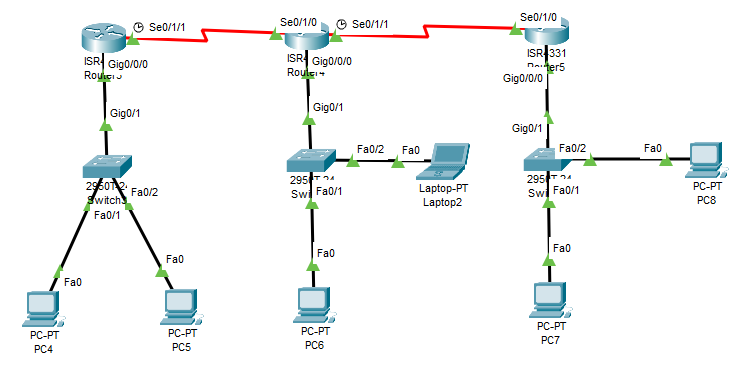 Se0/1/1
Se0/1/0
Se0/1/1
Se0/1/0
Gig0/0/0
Gig0/0/0
ISR4331
Gig0/0/0
Gig0/1
Gig0/1
Gig0/1
Fa0/2
Fa0
Fa0/2
Fa0
Fa0/2
Fa0/1
Fa0/1
Fa0/1
Laptop-PT
Laptop2
PC-PT
PC8
Fa0
Fa0
Fa0
Fa0
PC-PT
PC4
PC-PT
PC5
PC-PT
PC6
PC-PT
PC7